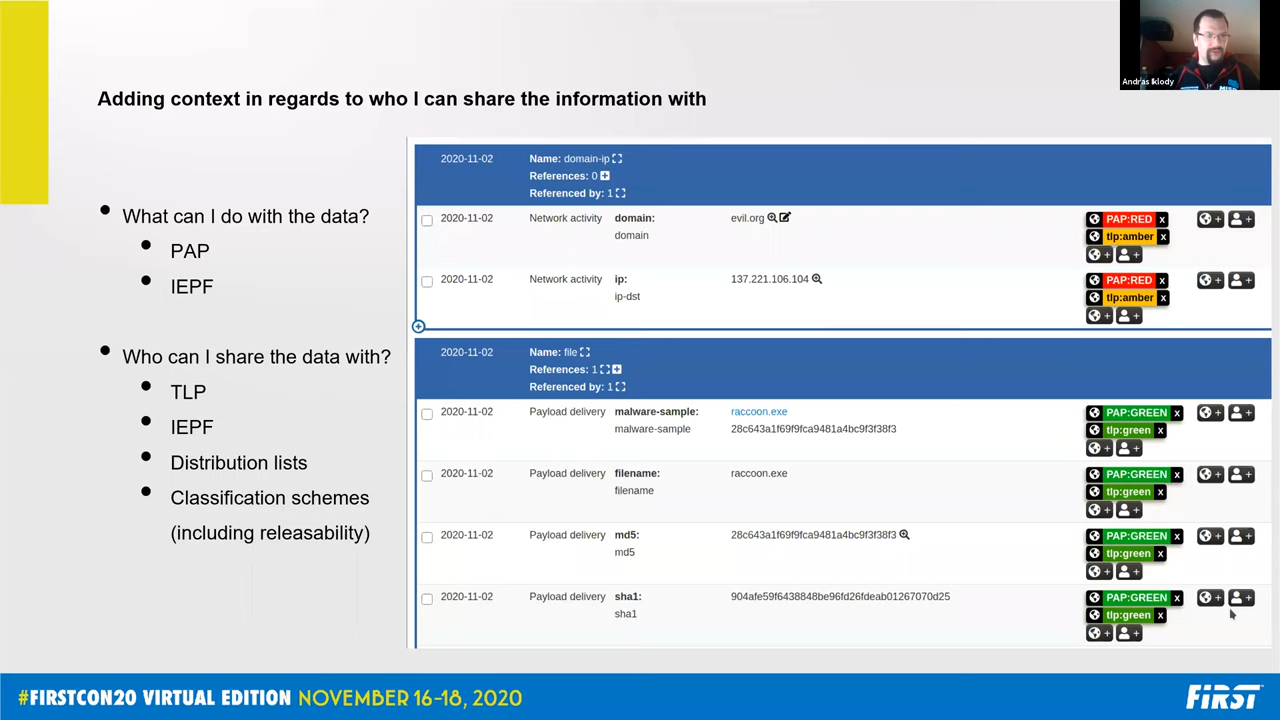 Andras Iklody
Adding context in regards to who I can share the information with
• What can I do with the data?
• PAP
• IEPF
• Who can I share the data with?
• TLP
• IEPF
• Distribution lists
• Classification schemes
(including releasability)
2020-11-02 Name: domain-ip
References: 0
Referenced by: 1
2020-11-02 Network activity domain: evil.org PAP:RED x
domain tlp:amber x
2020-11-02 Network activity ip: 137.221.106.104 PAP:RED x
ip-dst tlp:amber x
2020-11-02 Name: file
References: 1
Referenced by: 1
2020-11-02 Payload delivery malware-sample: raccoon.exe PAP:GREEN x
malware-sample 28c643a1f69f9fca9481a4bc9f3f38f3 tlp:green x
2020-11-02 Payload delivery filename: raccoon.exe PAP:GREEN x
filename tlp:green x
2020-11-02 Payload delivery md5: 28c643a1f69f9fca9481a4bc9f3f38f3 PAP:GREEN x
md5 tlp:green x
2020-11-02 Payload delivery sha1: 904afe59f6438848be96fd26fdeab01267070d25 PAP:GREEN x
sha1 tlp:green x
#FIRSTCON20 VIRTUAL EDITION NOVEMBER 16-18, 2020
FIRST